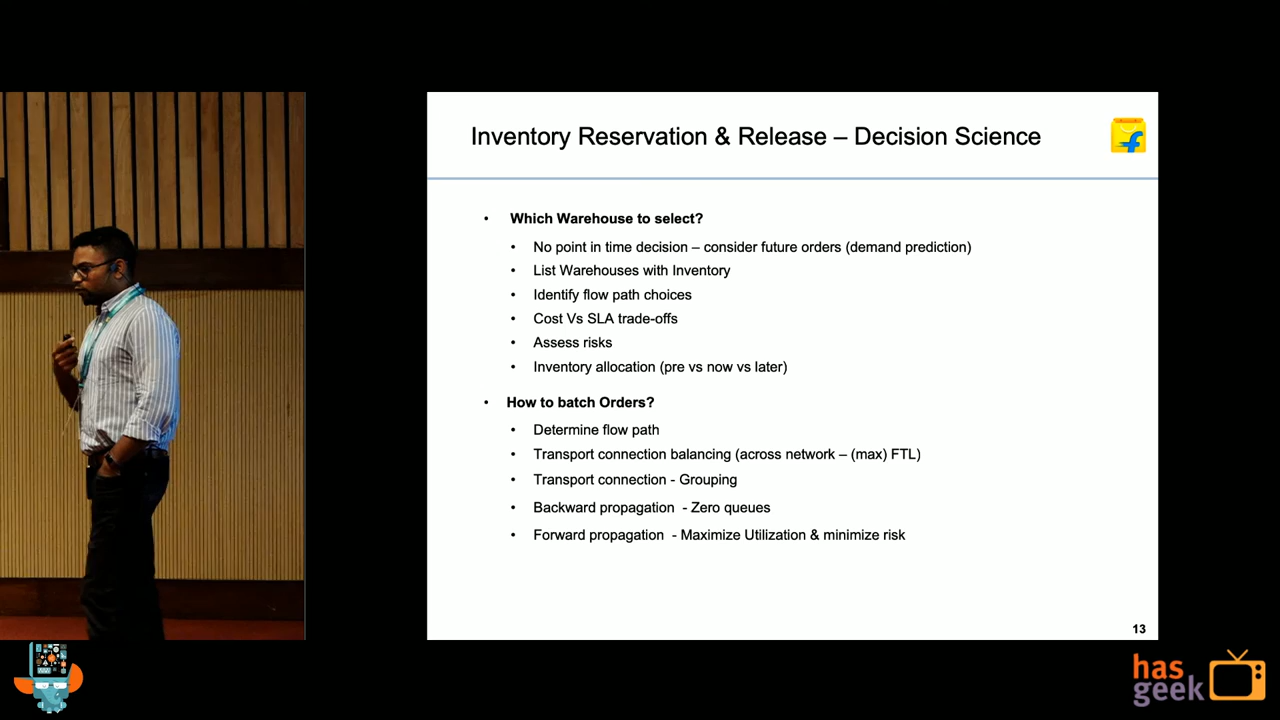 Inventory Reservation & Release – Decision Science
• Which Warehouse to select?
• No point in time decision – consider future orders (demand prediction)
• List Warehouses with Inventory
• Identify flow path choices
• Cost Vs SLA trade-offs
• Assess risks
• Inventory allocation (pre vs now vs later)
• How to batch Orders?
• Determine flow path
• Transport connection balancing (across network – (max) FTL)
• Transport connection - Grouping
• Backward propagation - Zero queues
• Forward propagation - Maximize Utilization & minimize risk
13
has
geek